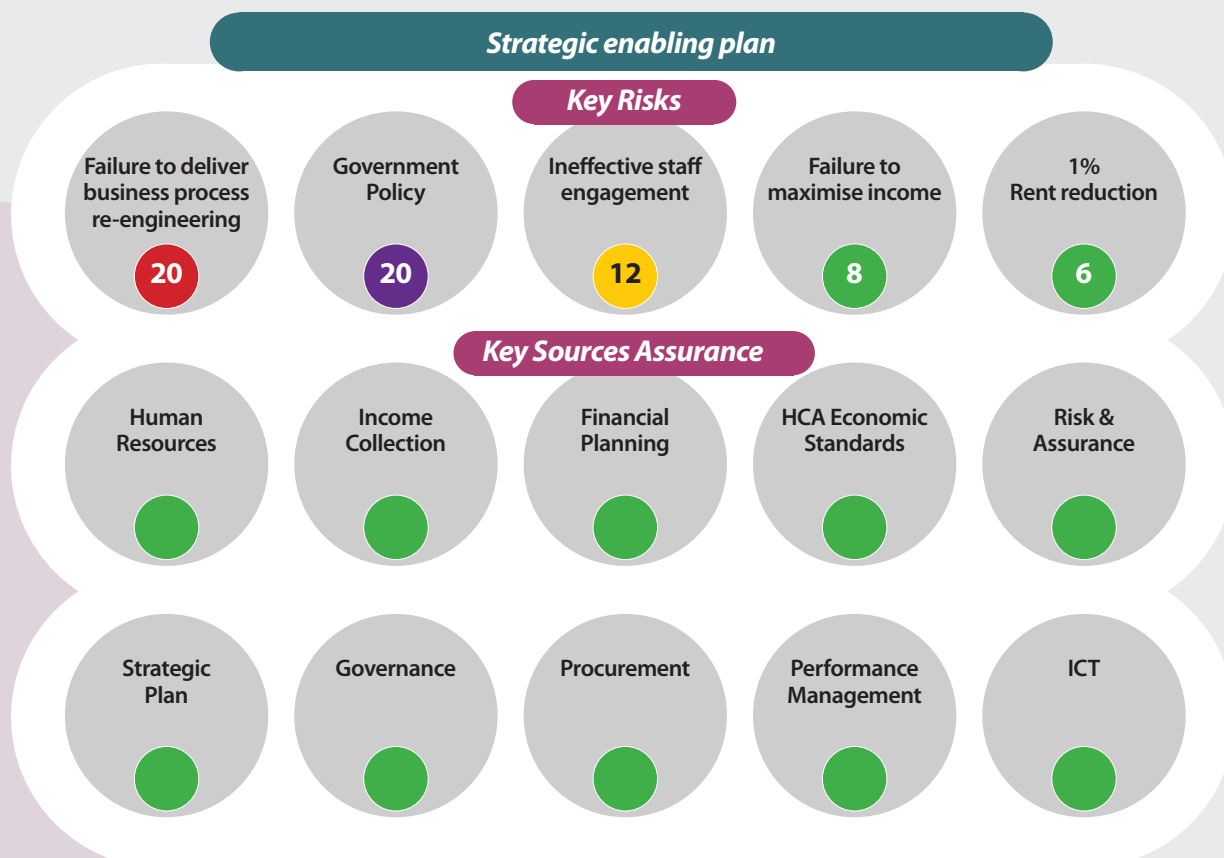 Strategic enabling plan
Key Risks
Failure to deliver
business process
re-engineering
20
Government
Policy
20
Ineffective staff
engagement
12
Failure to
maximise income
8
1%
Rent reduction
6
Key Sources Assurance
Human
Resources
Income
Collection
Financial
Planning
HCA Economic
Standards
Risk &
Assurance
Strategic
Plan
Governance
Procurement
Performance
Management
ICT